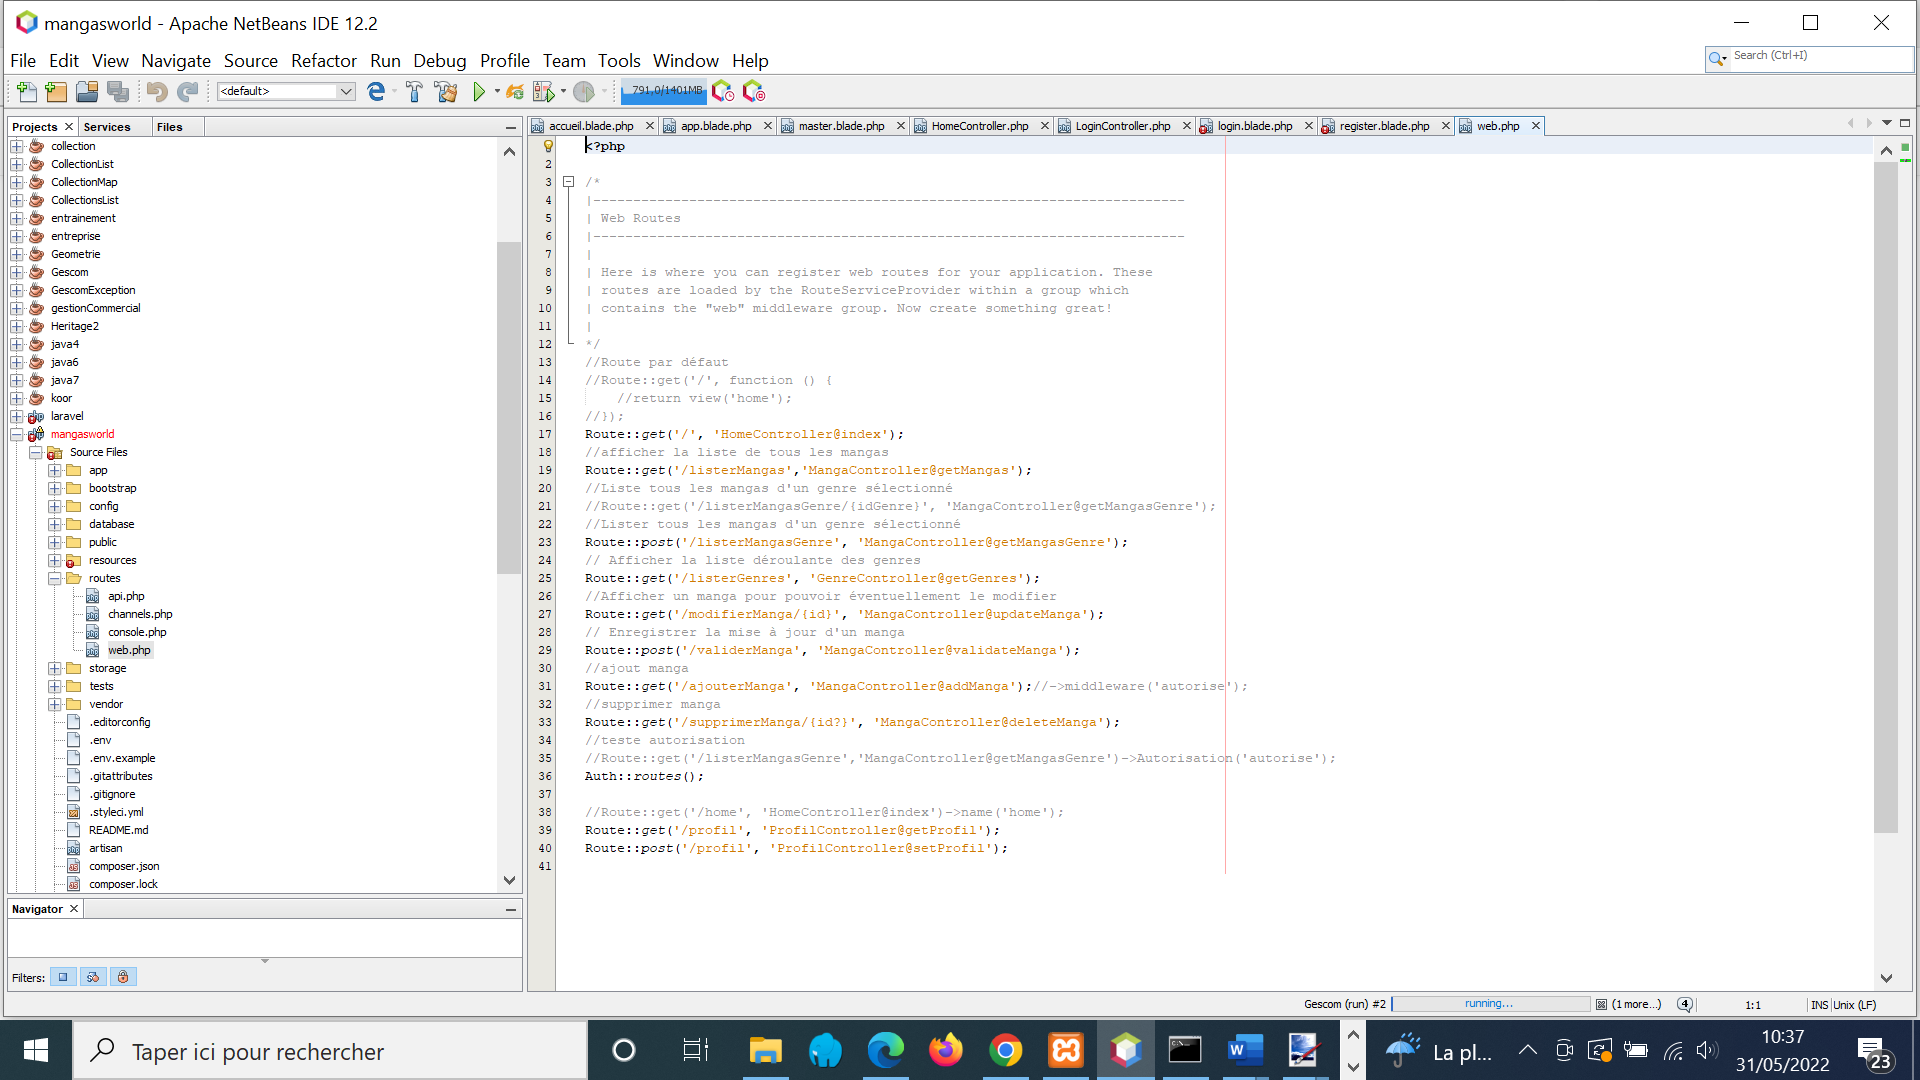 mangasworld - Apache NetBeans IDE 12.2
File Edit View Navigate Source Refactor Run Debug Profile Team Tools Window Help
Search (Ctrl+I)
<default>
791,0/1401MB
Projects Services Files
collection
CollectionList
CollectionMap
CollectionsList
entrainement
entreprise
Geometrie
Gescom
GescomException
gestionCommercial
Heritage2
java4
java6
java7
koor
laravel
mangasworld
Source Files
app
bootstrap
config
database
public
resources
routes
api.php
channels.php
console.php
web.php
storage
tests
vendor
.editorconfig
.env
.env.example
.gitattributes
.gitignore
.styleci.yml
README.md
artisan
composer.json
composer.lock
Navigator
Filters:
accueil.blade.php app.blade.php master.blade.php HomeController.php LoginController.php login.blade.php register.blade.php web.php
<?php
2
3 /*
4 |--------------------------------------------------------------------------
5 | Web Routes
6 |--------------------------------------------------------------------------
7 |
8 | Here is where you can register web routes for your application. These
9 | routes are loaded by the RouteServiceProvider within a group which
10 | contains the "web" middleware group. Now create something great!
11 |
12 */
13 //Route par défaut
14 //Route::get('/', function () {
15 //return view('home');
16 //});
17 Route::get('/', 'HomeController@index');
18 //afficher la liste de tous les mangas
19 Route::get('/listerMangas','MangaController@getMangas');
20 //Liste tous les mangas d'un genre sélectionné
21 //Route::get('/listerMangasGenre/{idGenre}', 'MangaController@getMangasGenre');
22 //Lister tous les mangas d'un genre sélectionné
23 Route::post('/listerMangasGenre', 'MangaController@getMangasGenre');
24 // Afficher la liste déroulante des genres
25 Route::get('/listerGenres', 'GenreController@getGenres');
26 //Afficher un manga pour pouvoir éventuellement le modifier
27 Route::get('/modifierManga/{id}', 'MangaController@updateManga');
28 // Enregistrer la mise à jour d'un manga
29 Route::post('/validerManga', 'MangaController@validateManga');
30 //ajout manga
31 Route::get('/ajouterManga', 'MangaController@addManga');//->middleware('autorise');
32 //supprimer manga
33 Route::get('/supprimerManga/{id?}', 'MangaController@deleteManga');
34 //teste autorisation
35 //Route::get('/listerMangasGenre','MangaController@getMangasGenre')->Autorisation('autorise');
36 Auth::routes();
37
38 //Route::get('/home', 'HomeController@index')->name('home');
39 Route::get('/profil', 'ProfilController@getProfil');
40 Route::post('/profil', 'ProfilController@setProfil');
41
Gescom (run) #2 running... (1 more...) 4 1:1 INS Unix (LF)
Taper ici pour rechercher
La pl...
10:37
31/05/2022
23